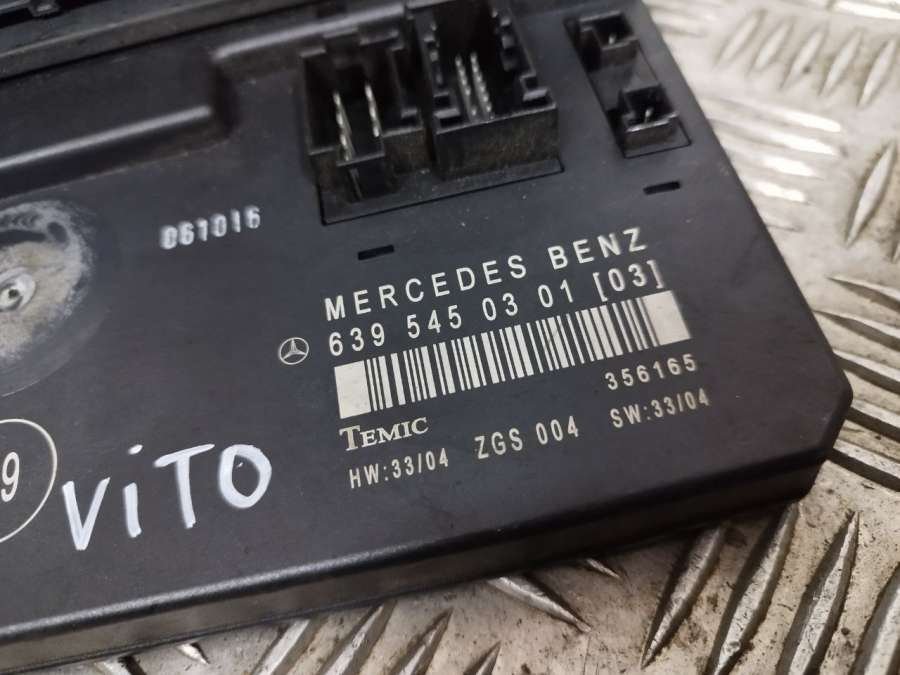 061016
MERCEDES BENZ
639 545 03 01 [03]
356165
TEMIC
HW:33/04 ZGS 004 SW:33/04
9
ViTO